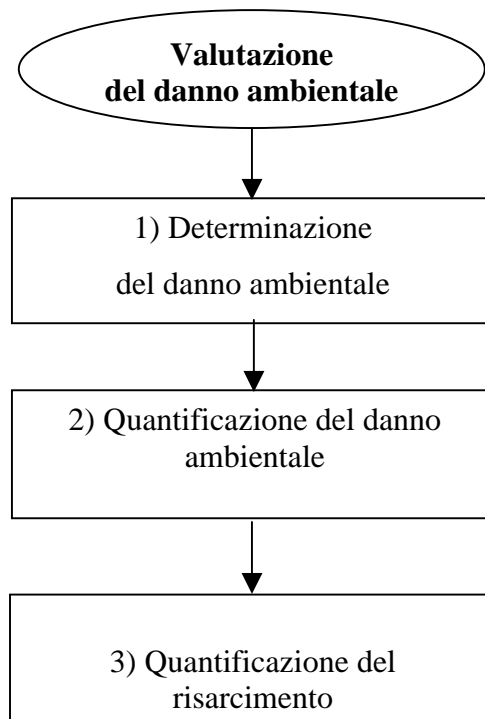 Valutazione
del danno ambientale
1) Determinazione
del danno ambientale
2) Quantificazione del danno
ambientale
3) Quantificazione del
risarcimento